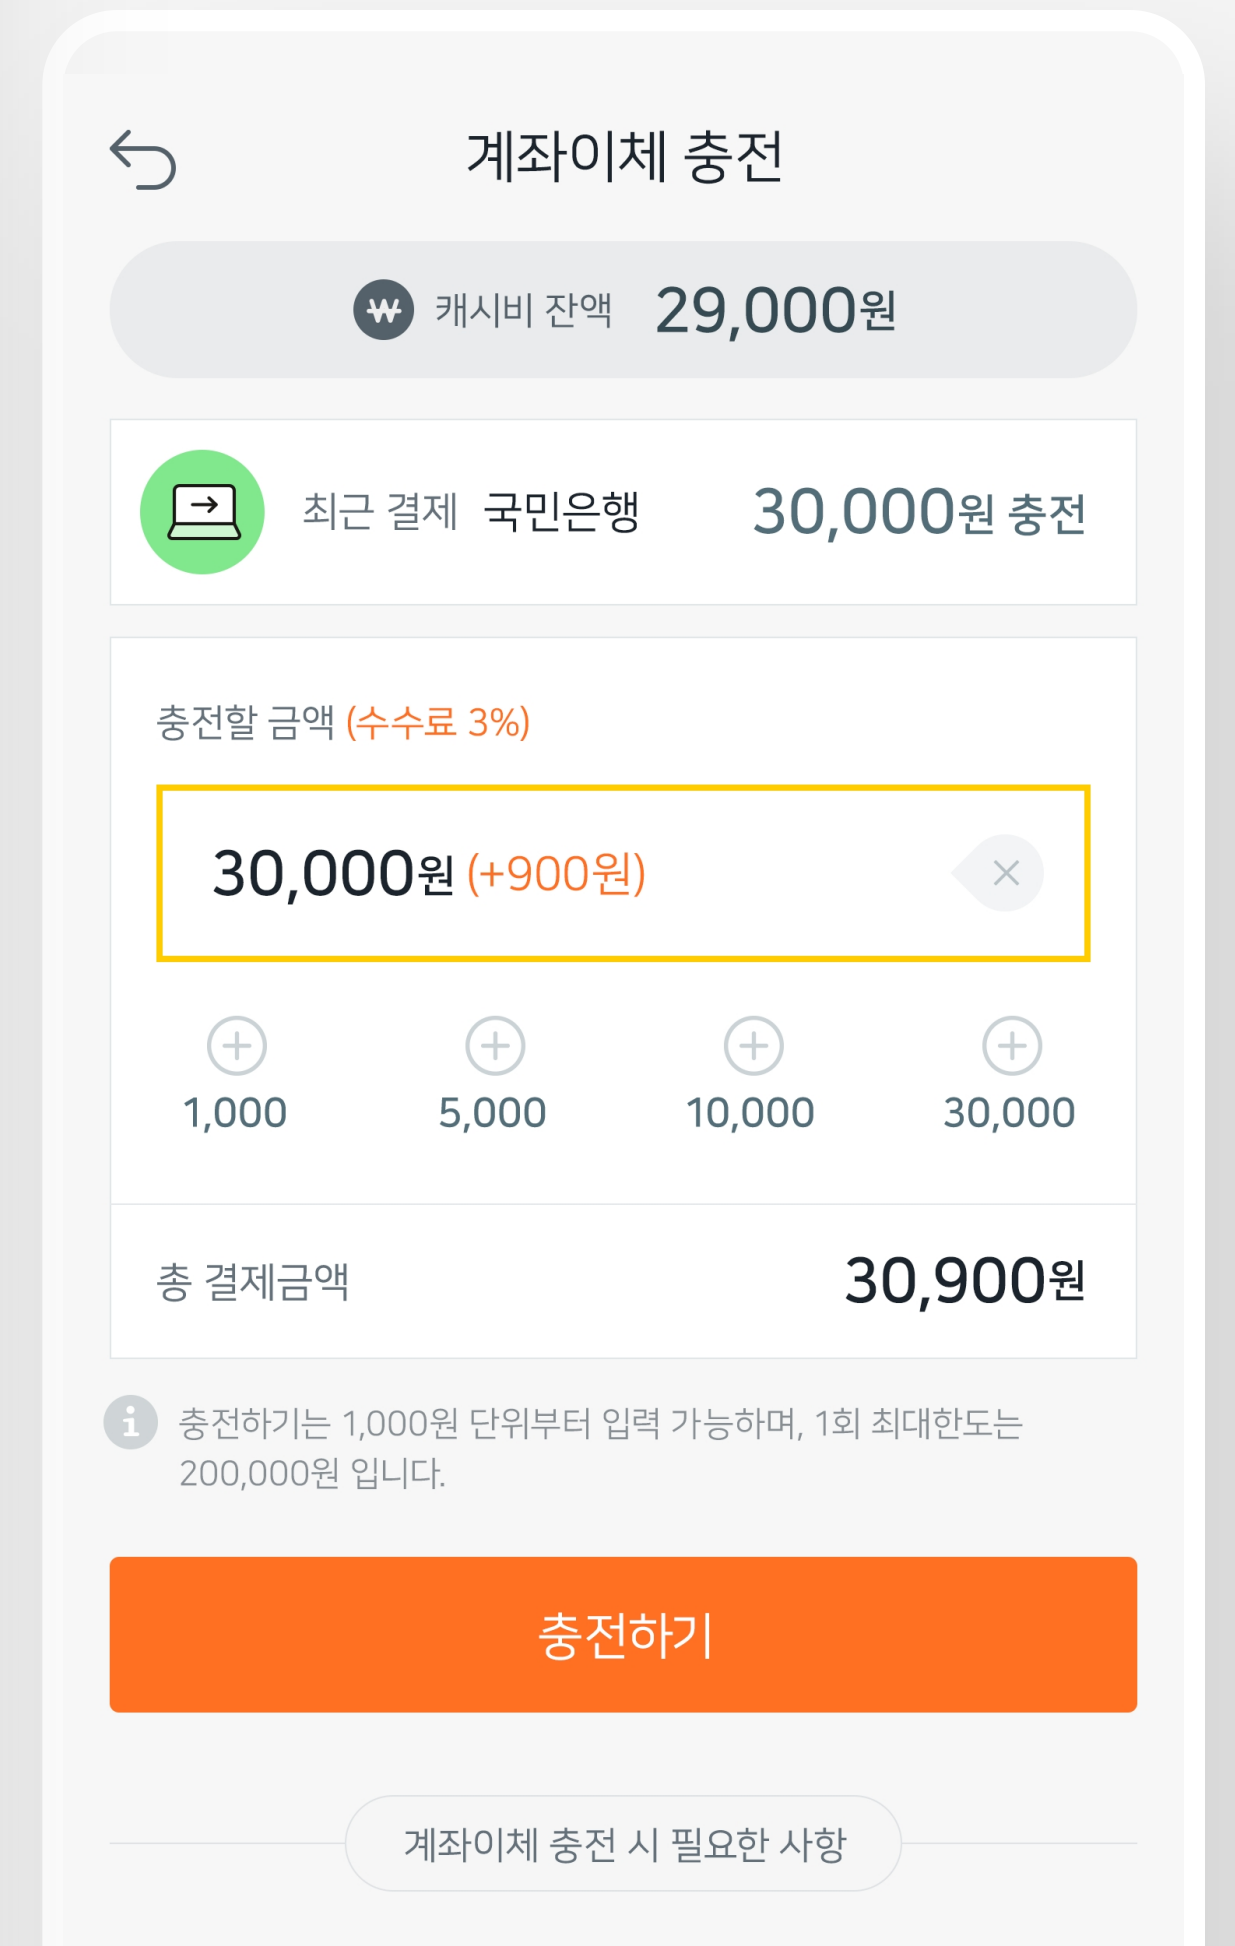 계좌이체 충전
캐시비 잔액 29,000원
최근 결제 국민은행 30,000원 충전
충전할 금액 (수수료 3%)
30,000원 (+900원)
1,000 5,000 10,000 30,000
총 결제금액 30,900원
충전하기는 1,000원 단위부터 입력 가능하며, 1회 최대한도는
200,000원 입니다.
충전하기
계좌이체 충전 시 필요한 사항